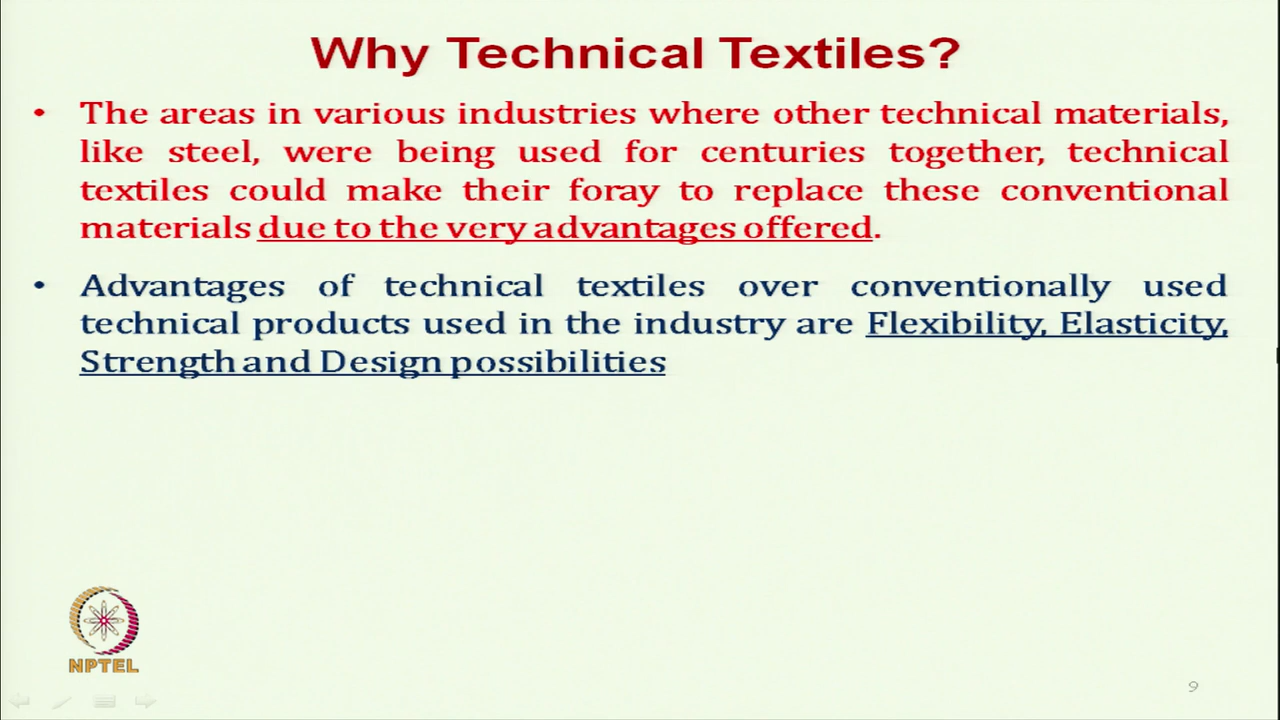 Why Technical Textiles?
• The areas in various industries where other technical materials,
like steel, were being used for centuries together, technical
textiles could make their foray to replace these conventional
materials due to the very advantages offered.
• Advantages of technical textiles over conventionally used
technical products used in the industry are Flexibility, Elasticity,
Strength and Design possibilities
NPTEL
9